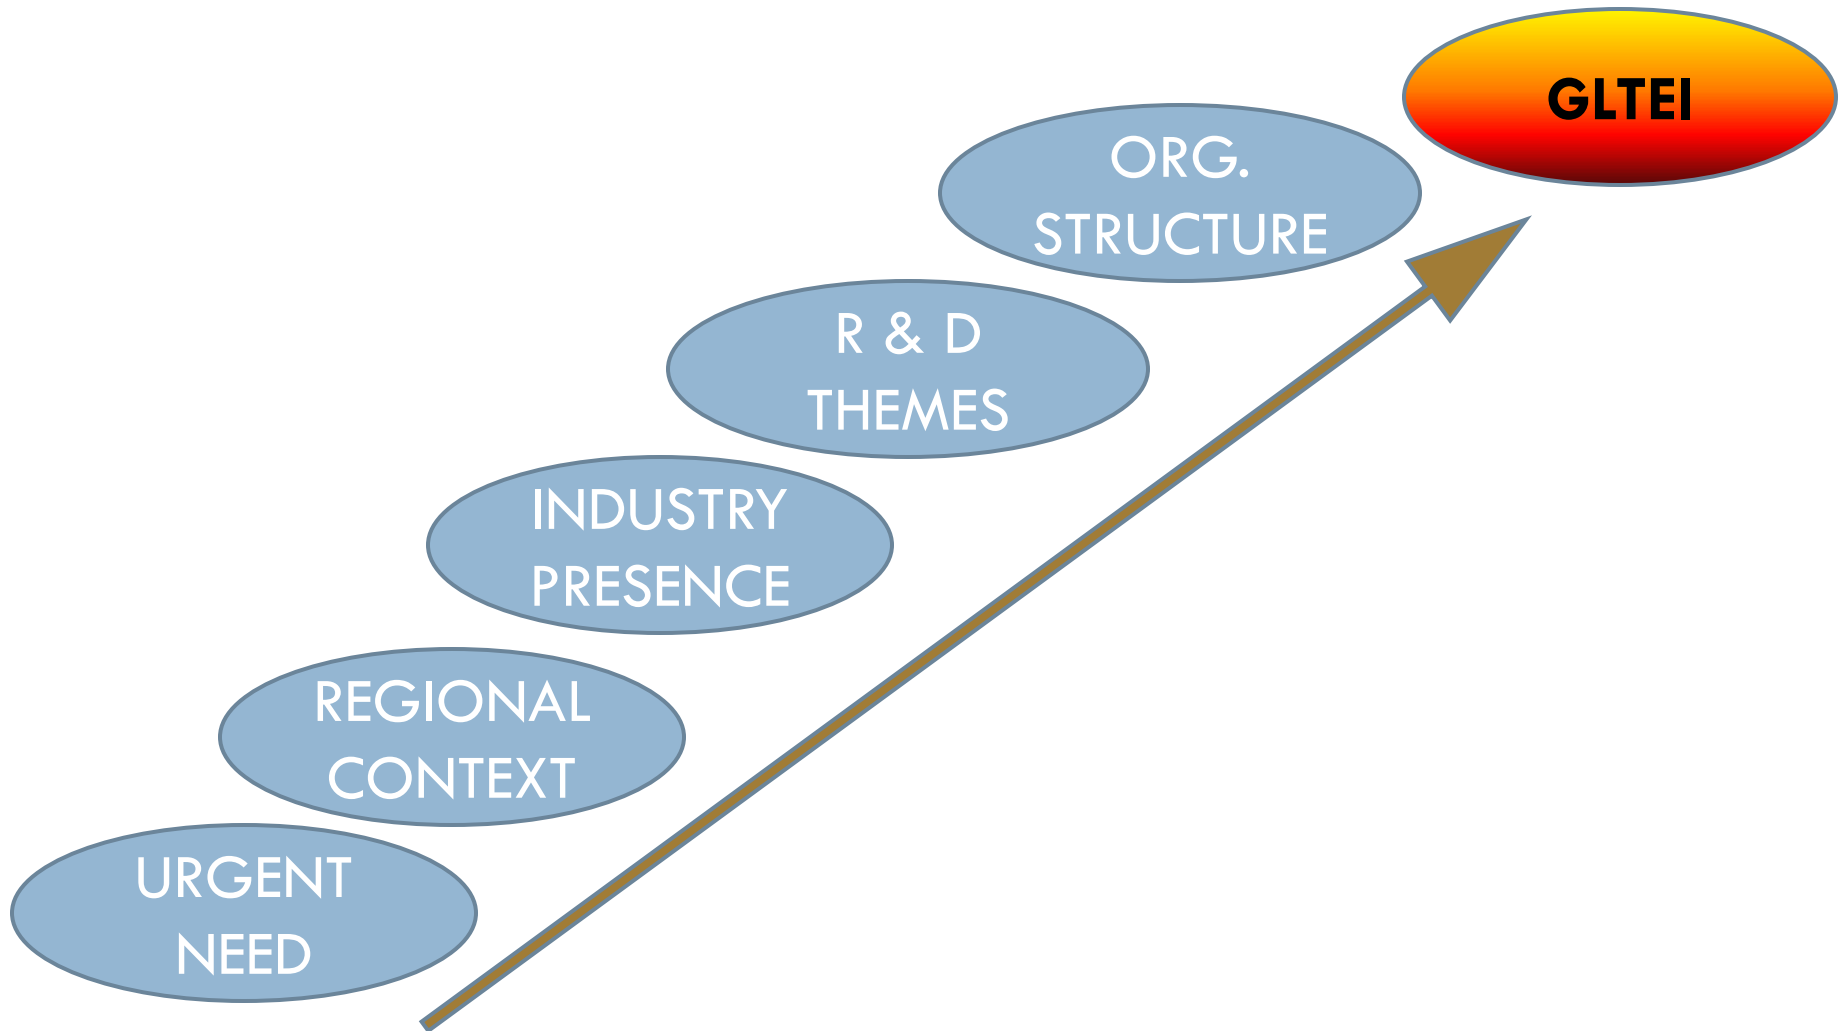 GLTEI
ORG.
STRUCTURE
R & D
THEMES
INDUSTRY
PRESENCE
REGIONAL
CONTEXT
URGENT
NEED